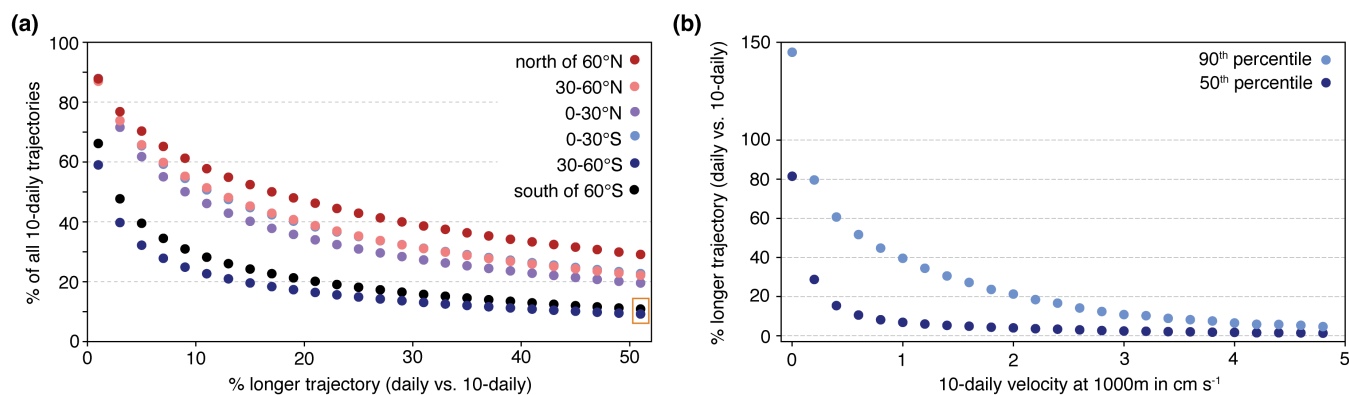 (a)
% of all 10-daily trajectories
100
80
60
40
20
0
0 10 20 30 40 50
% longer trajectory (daily vs. 10-daily)
north of 60°N
30-60°N
0-30°N
0-30°S
30-60°S
south of 60°S
(b)
% longer trajectory (daily vs. 10-daily)
150
100
80
60
40
20
0
0 1 2 3 4 5
10-daily velocity at 1000m in cm s⁻¹
90th percentile
50th percentile